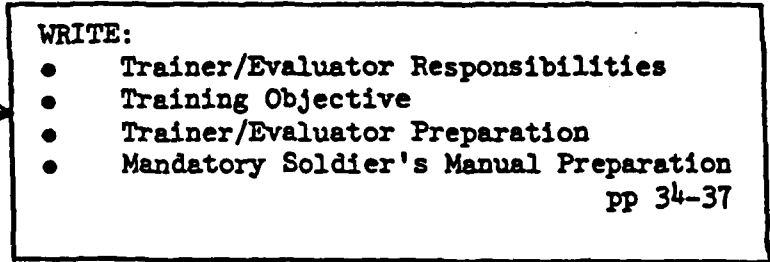 WRITE:
● Trainer/Evaluator Responsibilities
● Training Objective
● Trainer/Evaluator Preparation
● Mandatory Soldier's Manual Preparation
pp 34-37